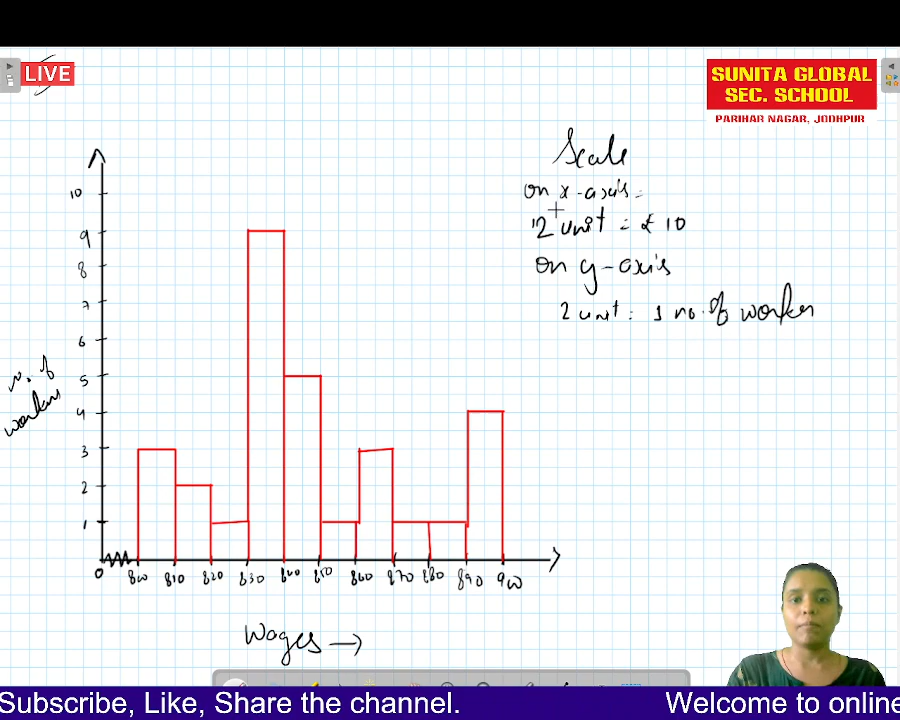 LIVE
SUNITA GLOBAL
SEC. SCHOOL
PARIHAR NAGAR, JODHPUR
Scale
on x-axis =
2 unit = ₹ 10
on y-axis
2 unit = 1 no. of worker
10
9
8
7
6
5
4
3
2
1
N. of
workers
0 800 810 820 830 840 850 860 870 880 890 900
Wages →
Subscribe, Like, Share the channel.
Welcome to online